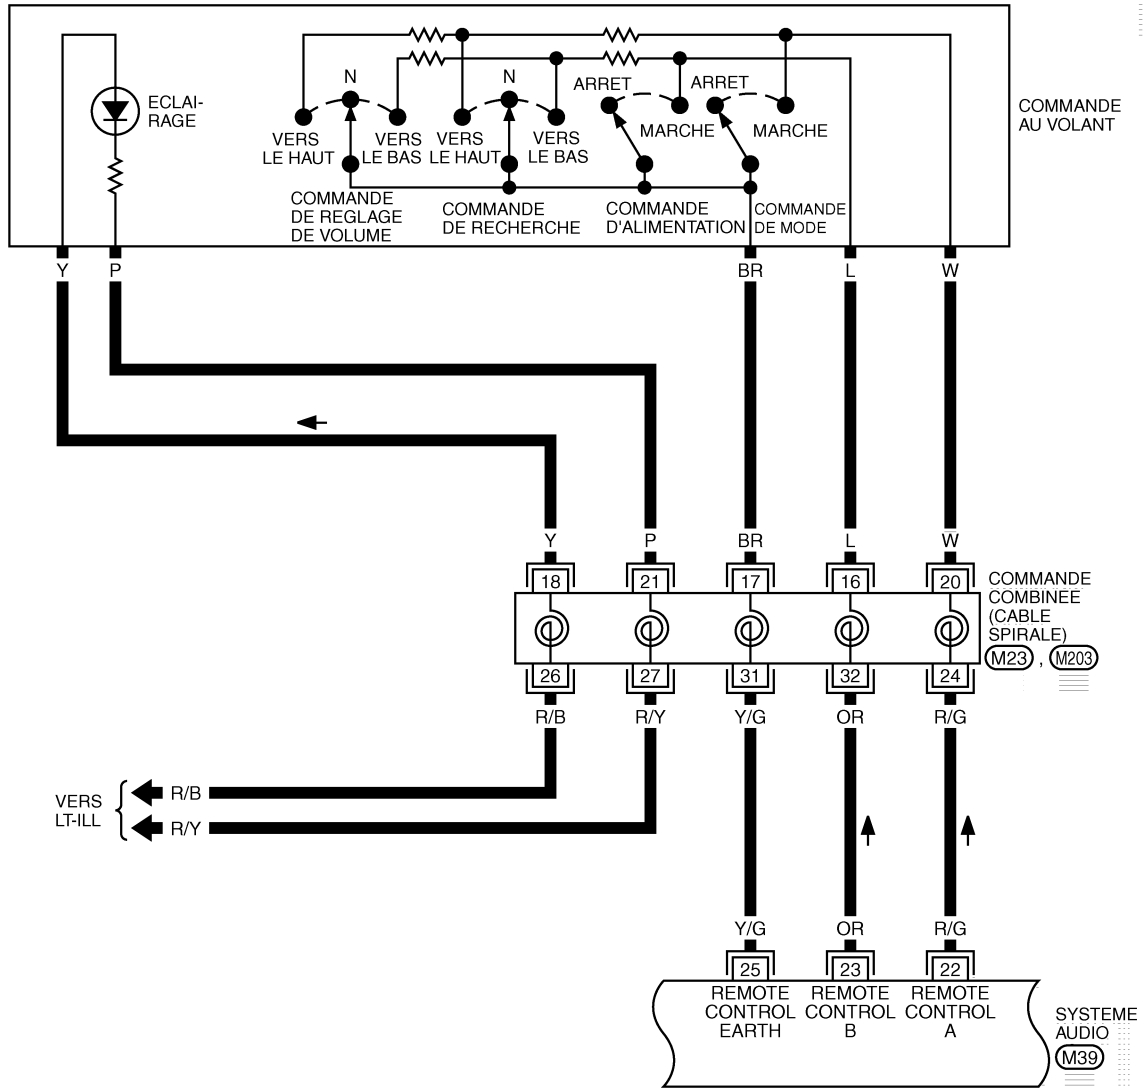 ECLAI-
RAGE
N
VERS
LE HAUT
VERS
LE BAS
COMMANDE
DE REGLAGE
DE VOLUME
N
VERS
LE HAUT
VERS
LE BAS
COMMANDE
DE RECHERCHE
ARRET
MARCHE
COMMANDE
D'ALIMENTATION
ARRET
MARCHE
COMMANDE
DE MODE
COMMANDE
AU VOLANT
Y P BR L W
Y P BR L W
18 21 17 16 20
COMMANDE
COMBINEE
(CABLE
SPIRALE)
M23 , M203
26 27 31 32 24
R/B R/Y Y/G OR R/G
VERS
LT-ILL
R/B
R/Y
Y/G OR R/G
25 23 22
REMOTE
CONTROL
EARTH
REMOTE
CONTROL
B
REMOTE
CONTROL
A
SYSTEME
AUDIO
M39